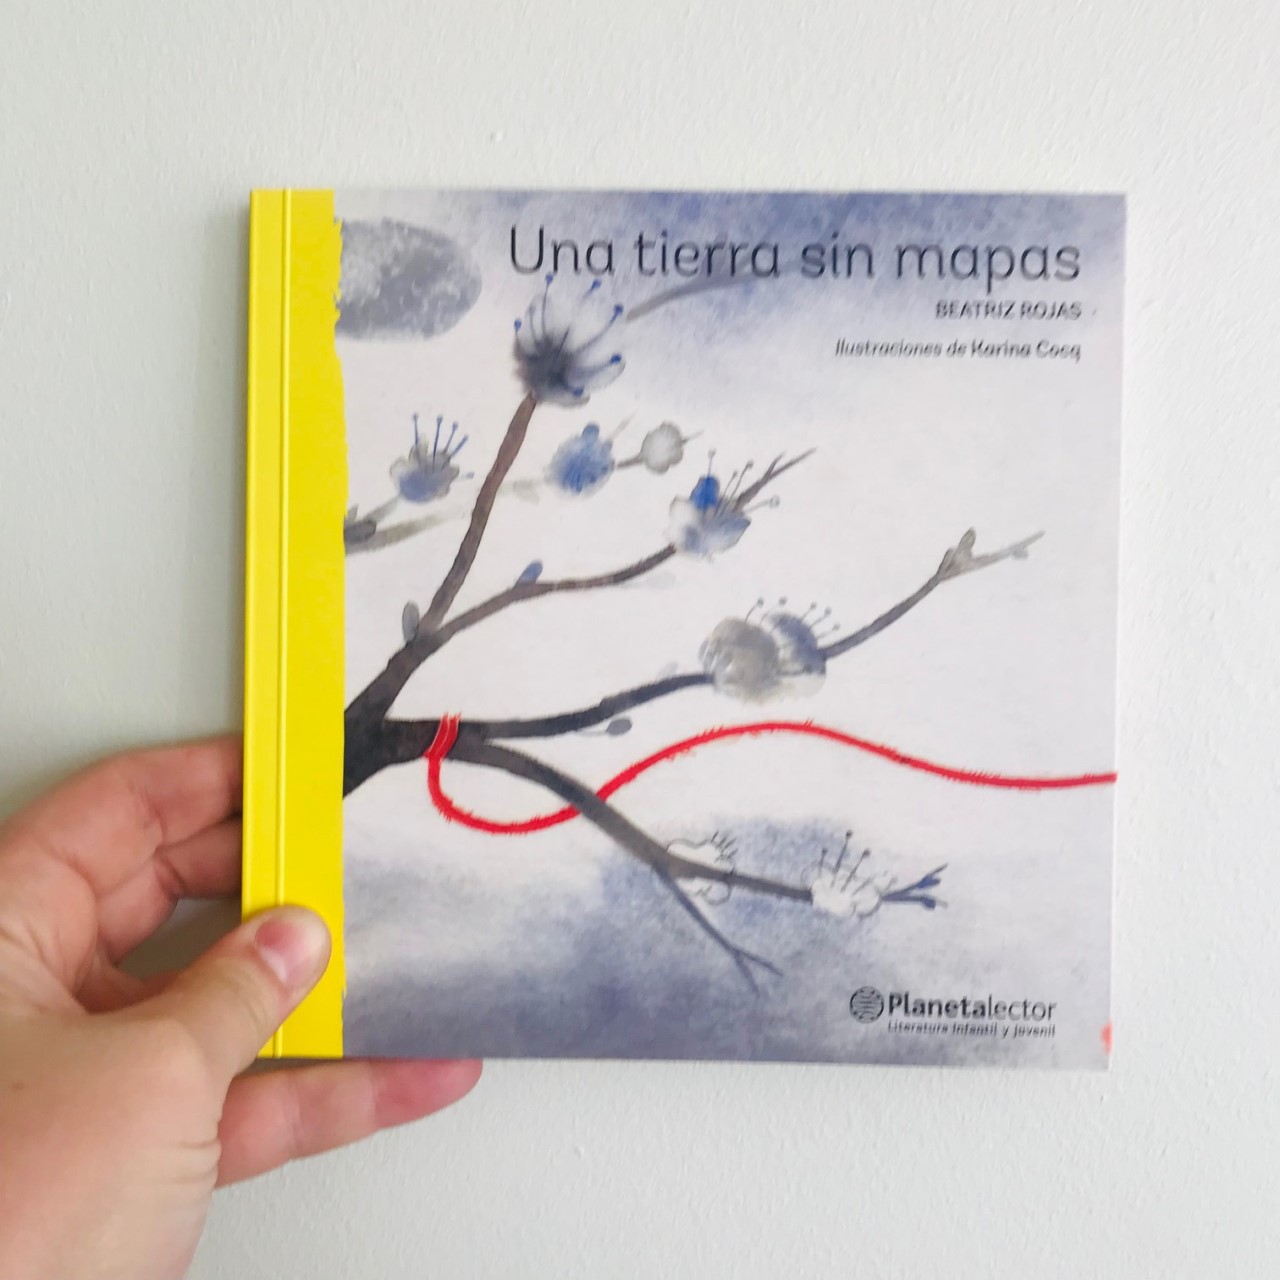 Una tierra sin mapas
BEATRIZ ROJAS
Ilustraciones de Karina Cocq
Planetalector
Literatura infantil y juvenil